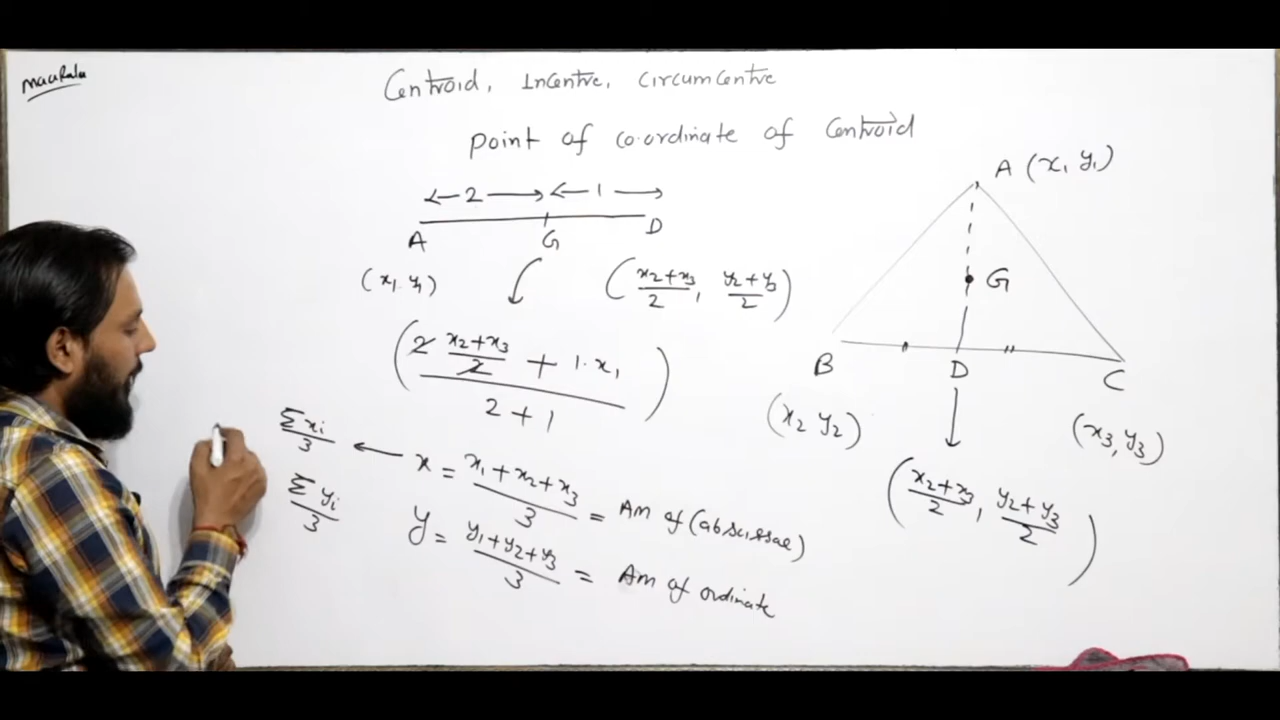 Centroid, Incentre, Circumcentre
point of co-ordinate of Centroid
2 1
A G D
(x₁ y₁) ((x₂+x₃)/2, (y₂+y₃)/2)
(2 (x₂+x₃)/2 + 1·x₁)/(2+1)
Σxᵢ/3 ← x = (x₁+x₂+x₃)/3 = Am of (abscissae)
Σyᵢ/3 y = (y₁+y₂+y₃)/3 = Am of ordinate
A (x₁ y₁)
G
B D C
(x₂ y₂) (x₃, y₃)
((x₂+x₃)/2, (y₂+y₃)/2)